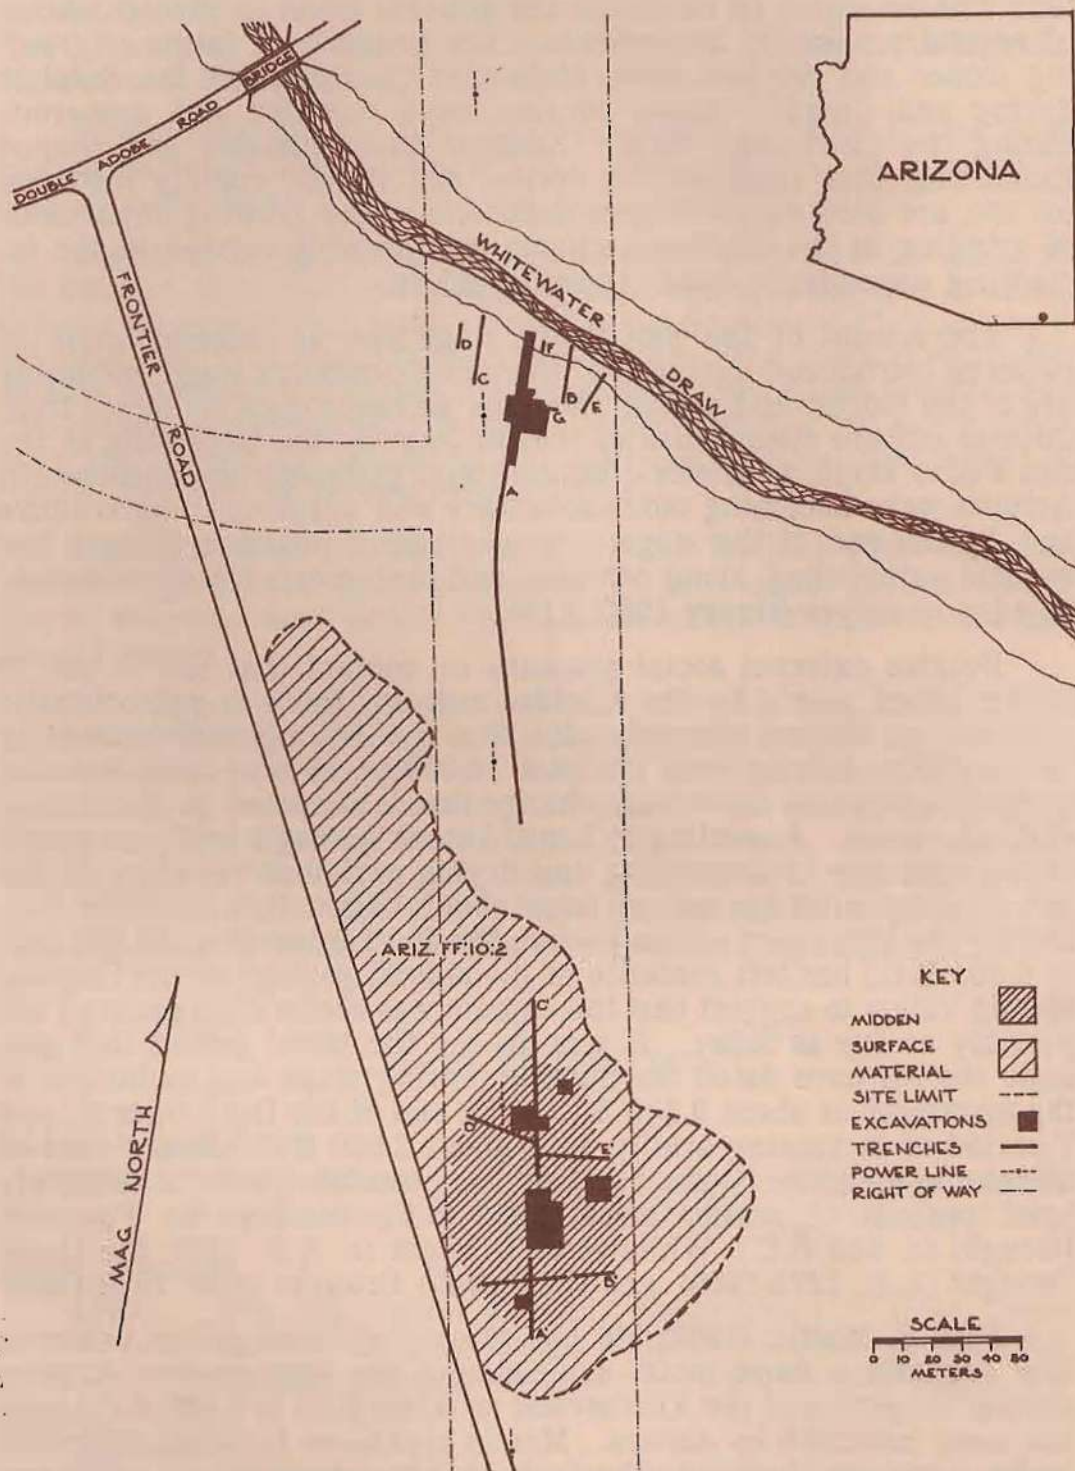 BRIDGE
DOUBLE ADOBE ROAD
FRONTIER ROAD
ARIZONA
WHITEWATER DRAW
D
C
F
B
E
G
A
ARIZ. FF:10:2
C'
D'
E'
B'
A'
MAG NORTH
KEY
MIDDEN
SURFACE
MATERIAL
SITE LIMIT
EXCAVATIONS
TRENCHES
POWER LINE
RIGHT OF WAY
SCALE
0 10 20 30 40 50
METERS